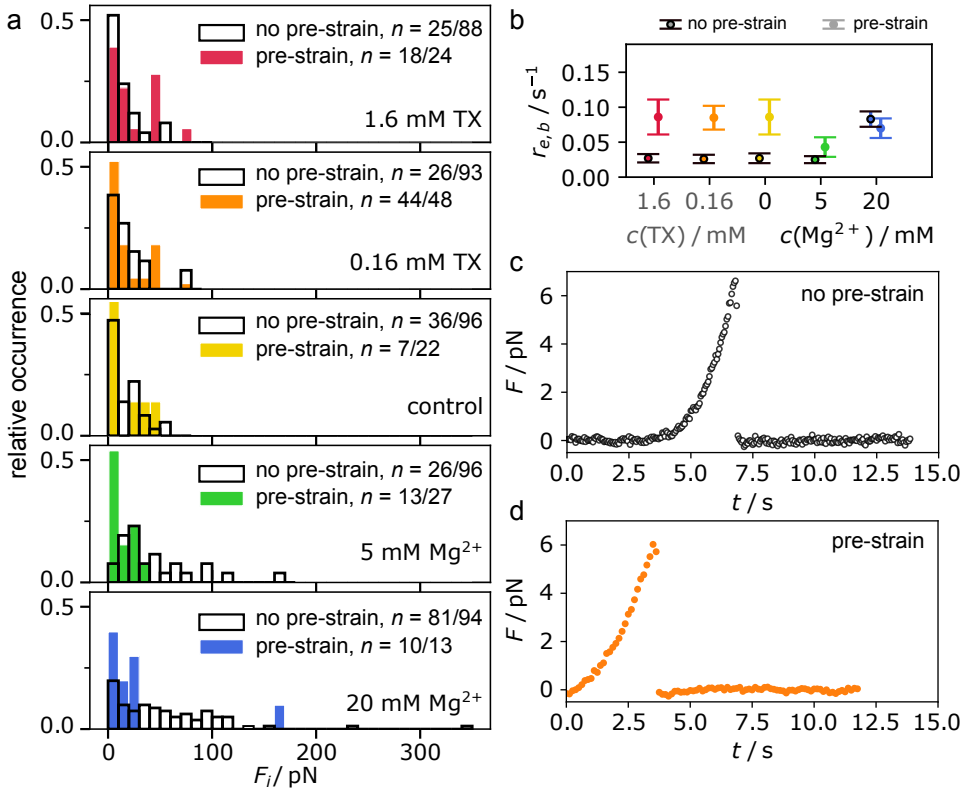 a
0.5
0.0
no pre-strain, n = 25/88
pre-strain, n = 18/24
1.6 mM TX
0.5
0.0
no pre-strain, n = 26/93
pre-strain, n = 44/48
0.16 mM TX
0.5
0.0
no pre-strain, n = 36/96
pre-strain, n = 7/22
control
0.5
0.0
no pre-strain, n = 26/96
pre-strain, n = 13/27
5 mM Mg²⁺
0.5
0.0
no pre-strain, n = 81/94
pre-strain, n = 10/13
20 mM Mg²⁺
relative occurrence
0 100 200 300
Fᵢ / pN
b
no pre-strain pre-strain
0.15
0.10
0.05
0.00
r_{e,b} / s⁻¹
1.6 0.16 0 5 20
c(TX) / mM c(Mg²⁺) / mM
c
no pre-strain
6
4
2
0
F / pN
0.0 2.5 5.0 7.5 10.0 12.5 15.0
t / s
d
pre-strain
6
4
2
0
F / pN
0.0 2.5 5.0 7.5 10.0 12.5 15.0
t / s